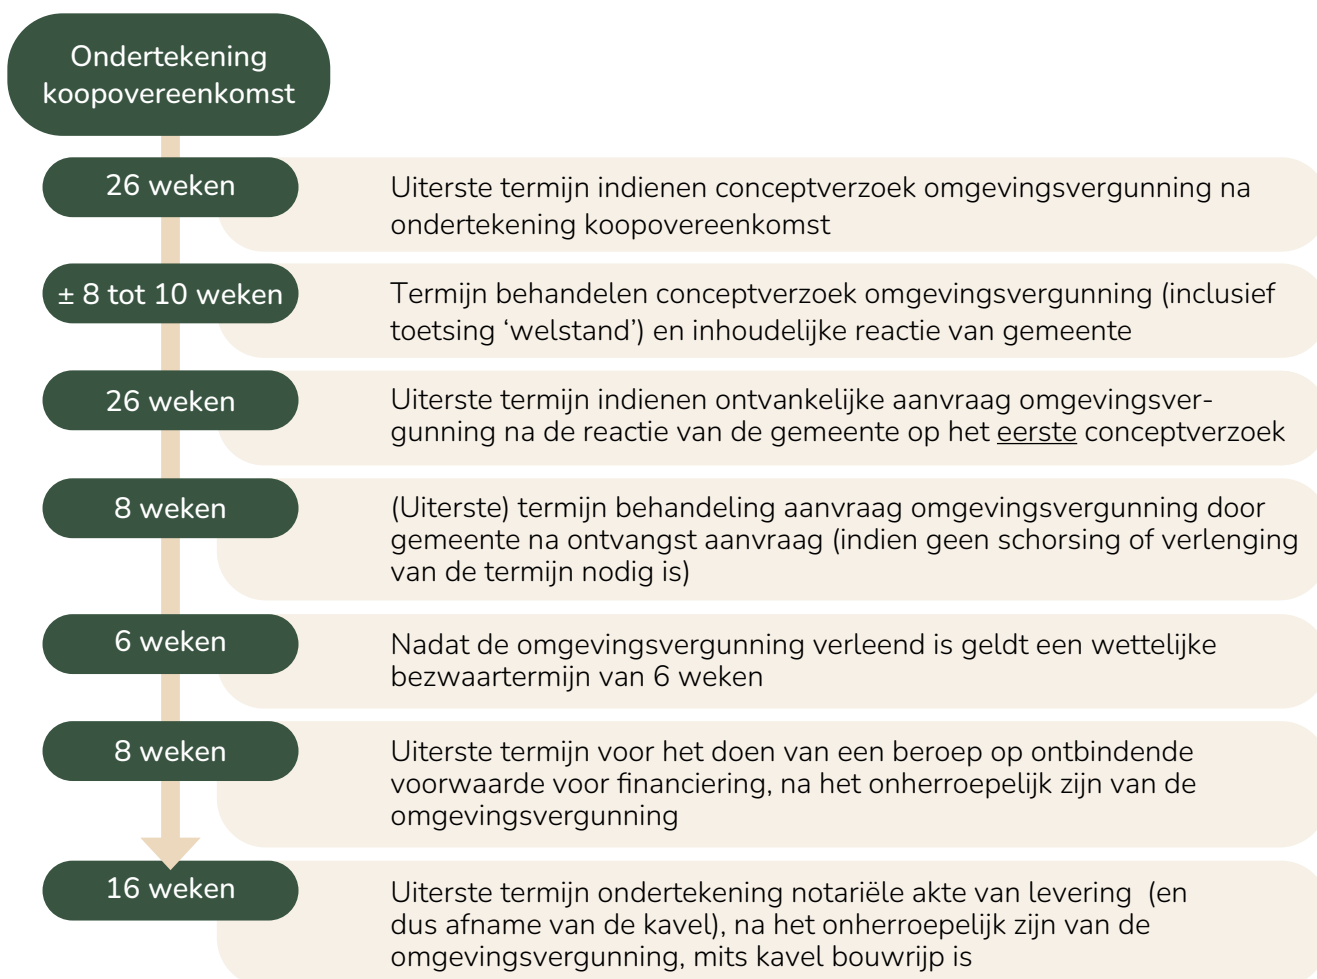 Ondertekening
koopovereenkomst
26 weken
Uiterste termijn indienen conceptverzoek omgevingsvergunning na
ondertekening koopovereenkomst
± 8 tot 10 weken
Termijn behandelen conceptverzoek omgevingsvergunning (inclusief
toetsing ‘welstand’) en inhoudelijke reactie van gemeente
26 weken
Uiterste termijn indienen ontvankelijke aanvraag omgevingsver-
gunning na de reactie van de gemeente op het eerste conceptverzoek
8 weken
(Uiterste) termijn behandeling aanvraag omgevingsvergunning door
gemeente na ontvangst aanvraag (indien geen schorsing of verlenging
van de termijn nodig is)
6 weken
Nadat de omgevingsvergunning verleend is geldt een wettelijke
bezwaartermijn van 6 weken
8 weken
Uiterste termijn voor het doen van een beroep op ontbindende
voorwaarde voor financiering, na het onherroepelijk zijn van de
omgevingsvergunning
16 weken
Uiterste termijn ondertekening notariële akte van levering (en
dus afname van de kavel), na het onherroepelijk zijn van de
omgevingsvergunning, mits kavel bouwrijp is